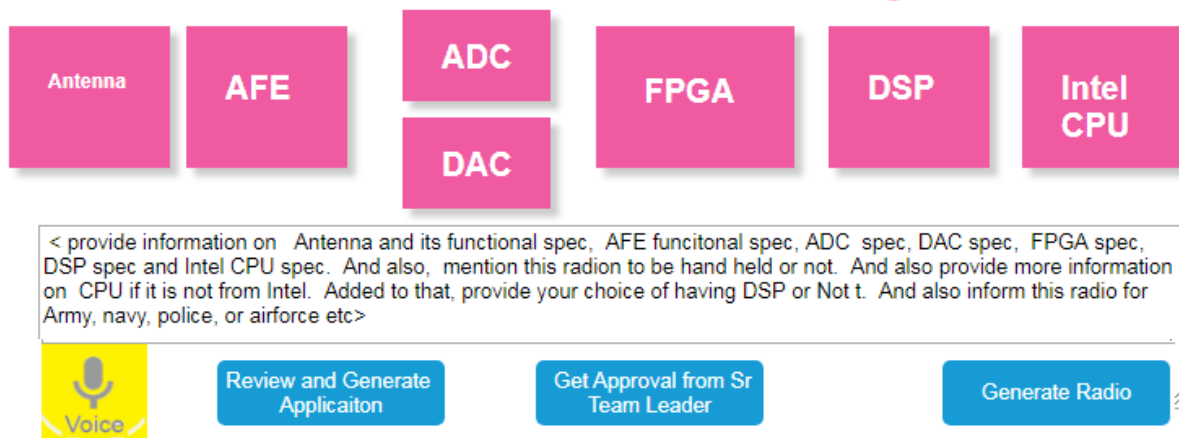 Antenna
AFE
ADC
DAC
FPGA
DSP
Intel
CPU
< provide information on Antenna and its functional spec, AFE funcitonal spec, ADC spec, DAC spec, FPGA spec,
DSP spec and Intel CPU spec. And also, mention this radion to be hand held or not. And also provide more information
on CPU if it is not from Intel. Added to that, provide your choice of having DSP or Not t. And also inform this radio for
Army, navy, police, or airforce etc>
Voice
Review and Generate
Applicaiton
Get Approval from Sr
Team Leader
Generate Radio